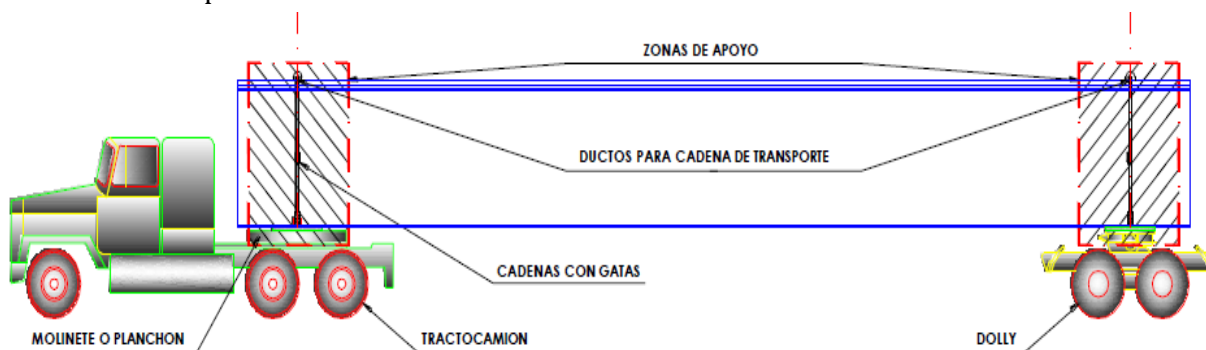 ZONAS DE APOYO
DUCTOS PARA CADENA DE TRANSPORTE
CADENAS CON GATAS
MOLINETE O PLANCHON
TRACTOCAMION
DOLLY